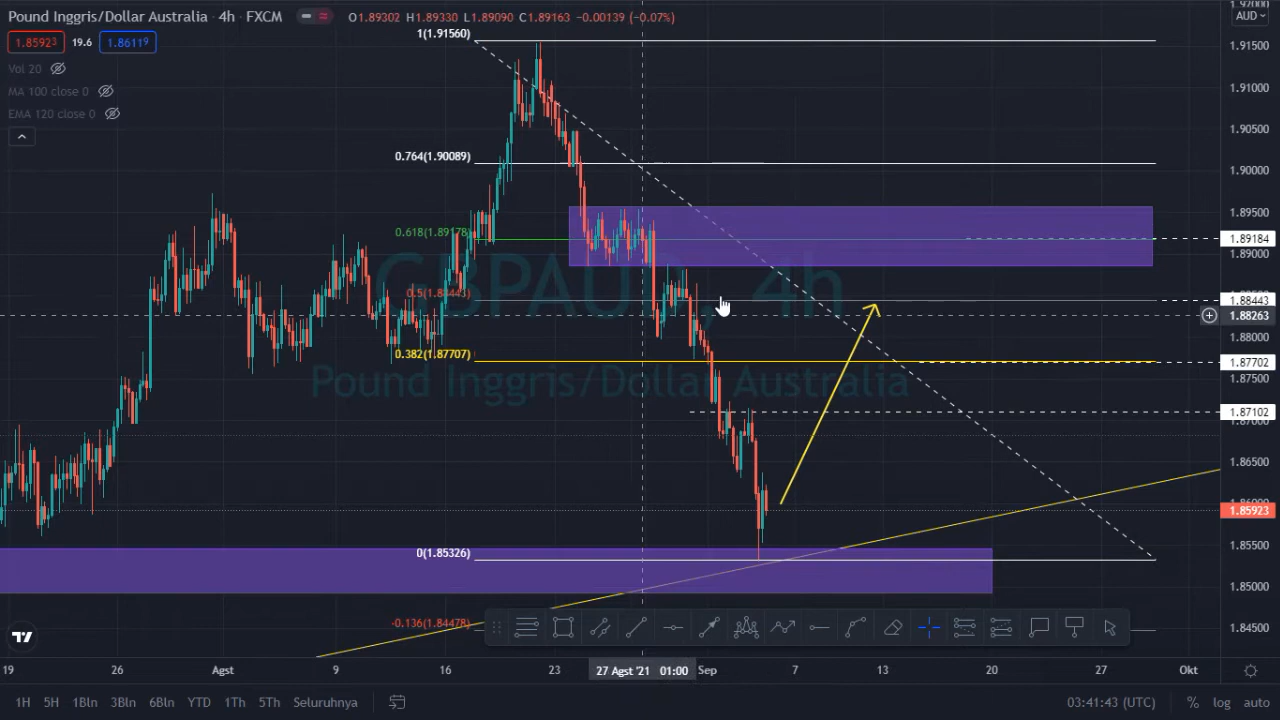 Pound Inggris/Dollar Australia · 4h · FXCM
O1.89302 H1.89330 L1.89090 C1.89163 -0.00139 (-0.07%)
1.85923 19.6 1.86119
Vol 20
MA 100 close 0
EMA 120 close 0
AUD
1(1.91560)
0.764(1.90089)
0.618(1.89178)
0.5(1.88443)
0.382(1.87707)
0(1.85326)
-0.136(1.84478)
GBPAUD, 4h
Pound Inggris/Dollar Australia
1.92000
1.91500
1.91000
1.90500
1.90000
1.89500
1.89184
1.89000
1.88443
1.88263
1.88000
1.87702
1.87500
1.87102
1.87000
1.86500
1.86000
1.85923
1.85500
1.85000
1.84500
19 26 Agst 9 16 23 27 Agst '21 01:00 Sep 7 13 20 27 Okt
1H 5H 1Bln 3Bln 6Bln YTD 1Th 5Th Seluruhnya 03:41:43 (UTC) % log auto